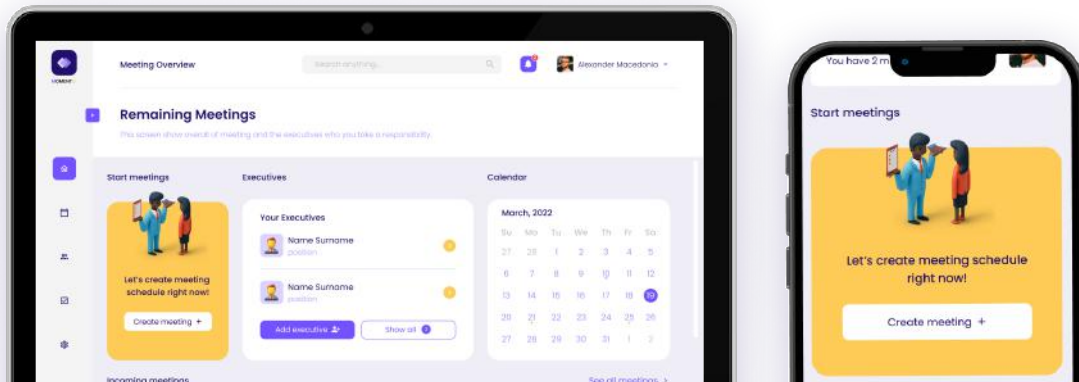 Meeting Overview
Search anything...
Alexander Macedonia
MOMENT
Remaining Meetings
This screen show overall of meeting and the executives who you take a responsibility.
Start meetings
Executives
Calendar
Let's create meeting
schedule right now!
Create meeting +
Your Executives
Name Surname
position
Name Surname
position
Add executive
Show all
March, 2022
Su Mo Tu We Th Fr Sa
27 28 1 2 3 4 5
6 7 8 9 10 11 12
13 14 15 16 17 18 19
20 21 22 23 24 25 26
27 28 29 30 31 1 2
Incoming meetings
See all meetings >
You have 2 m
Start meetings
Let's create meeting schedule
right now!
Create meeting +